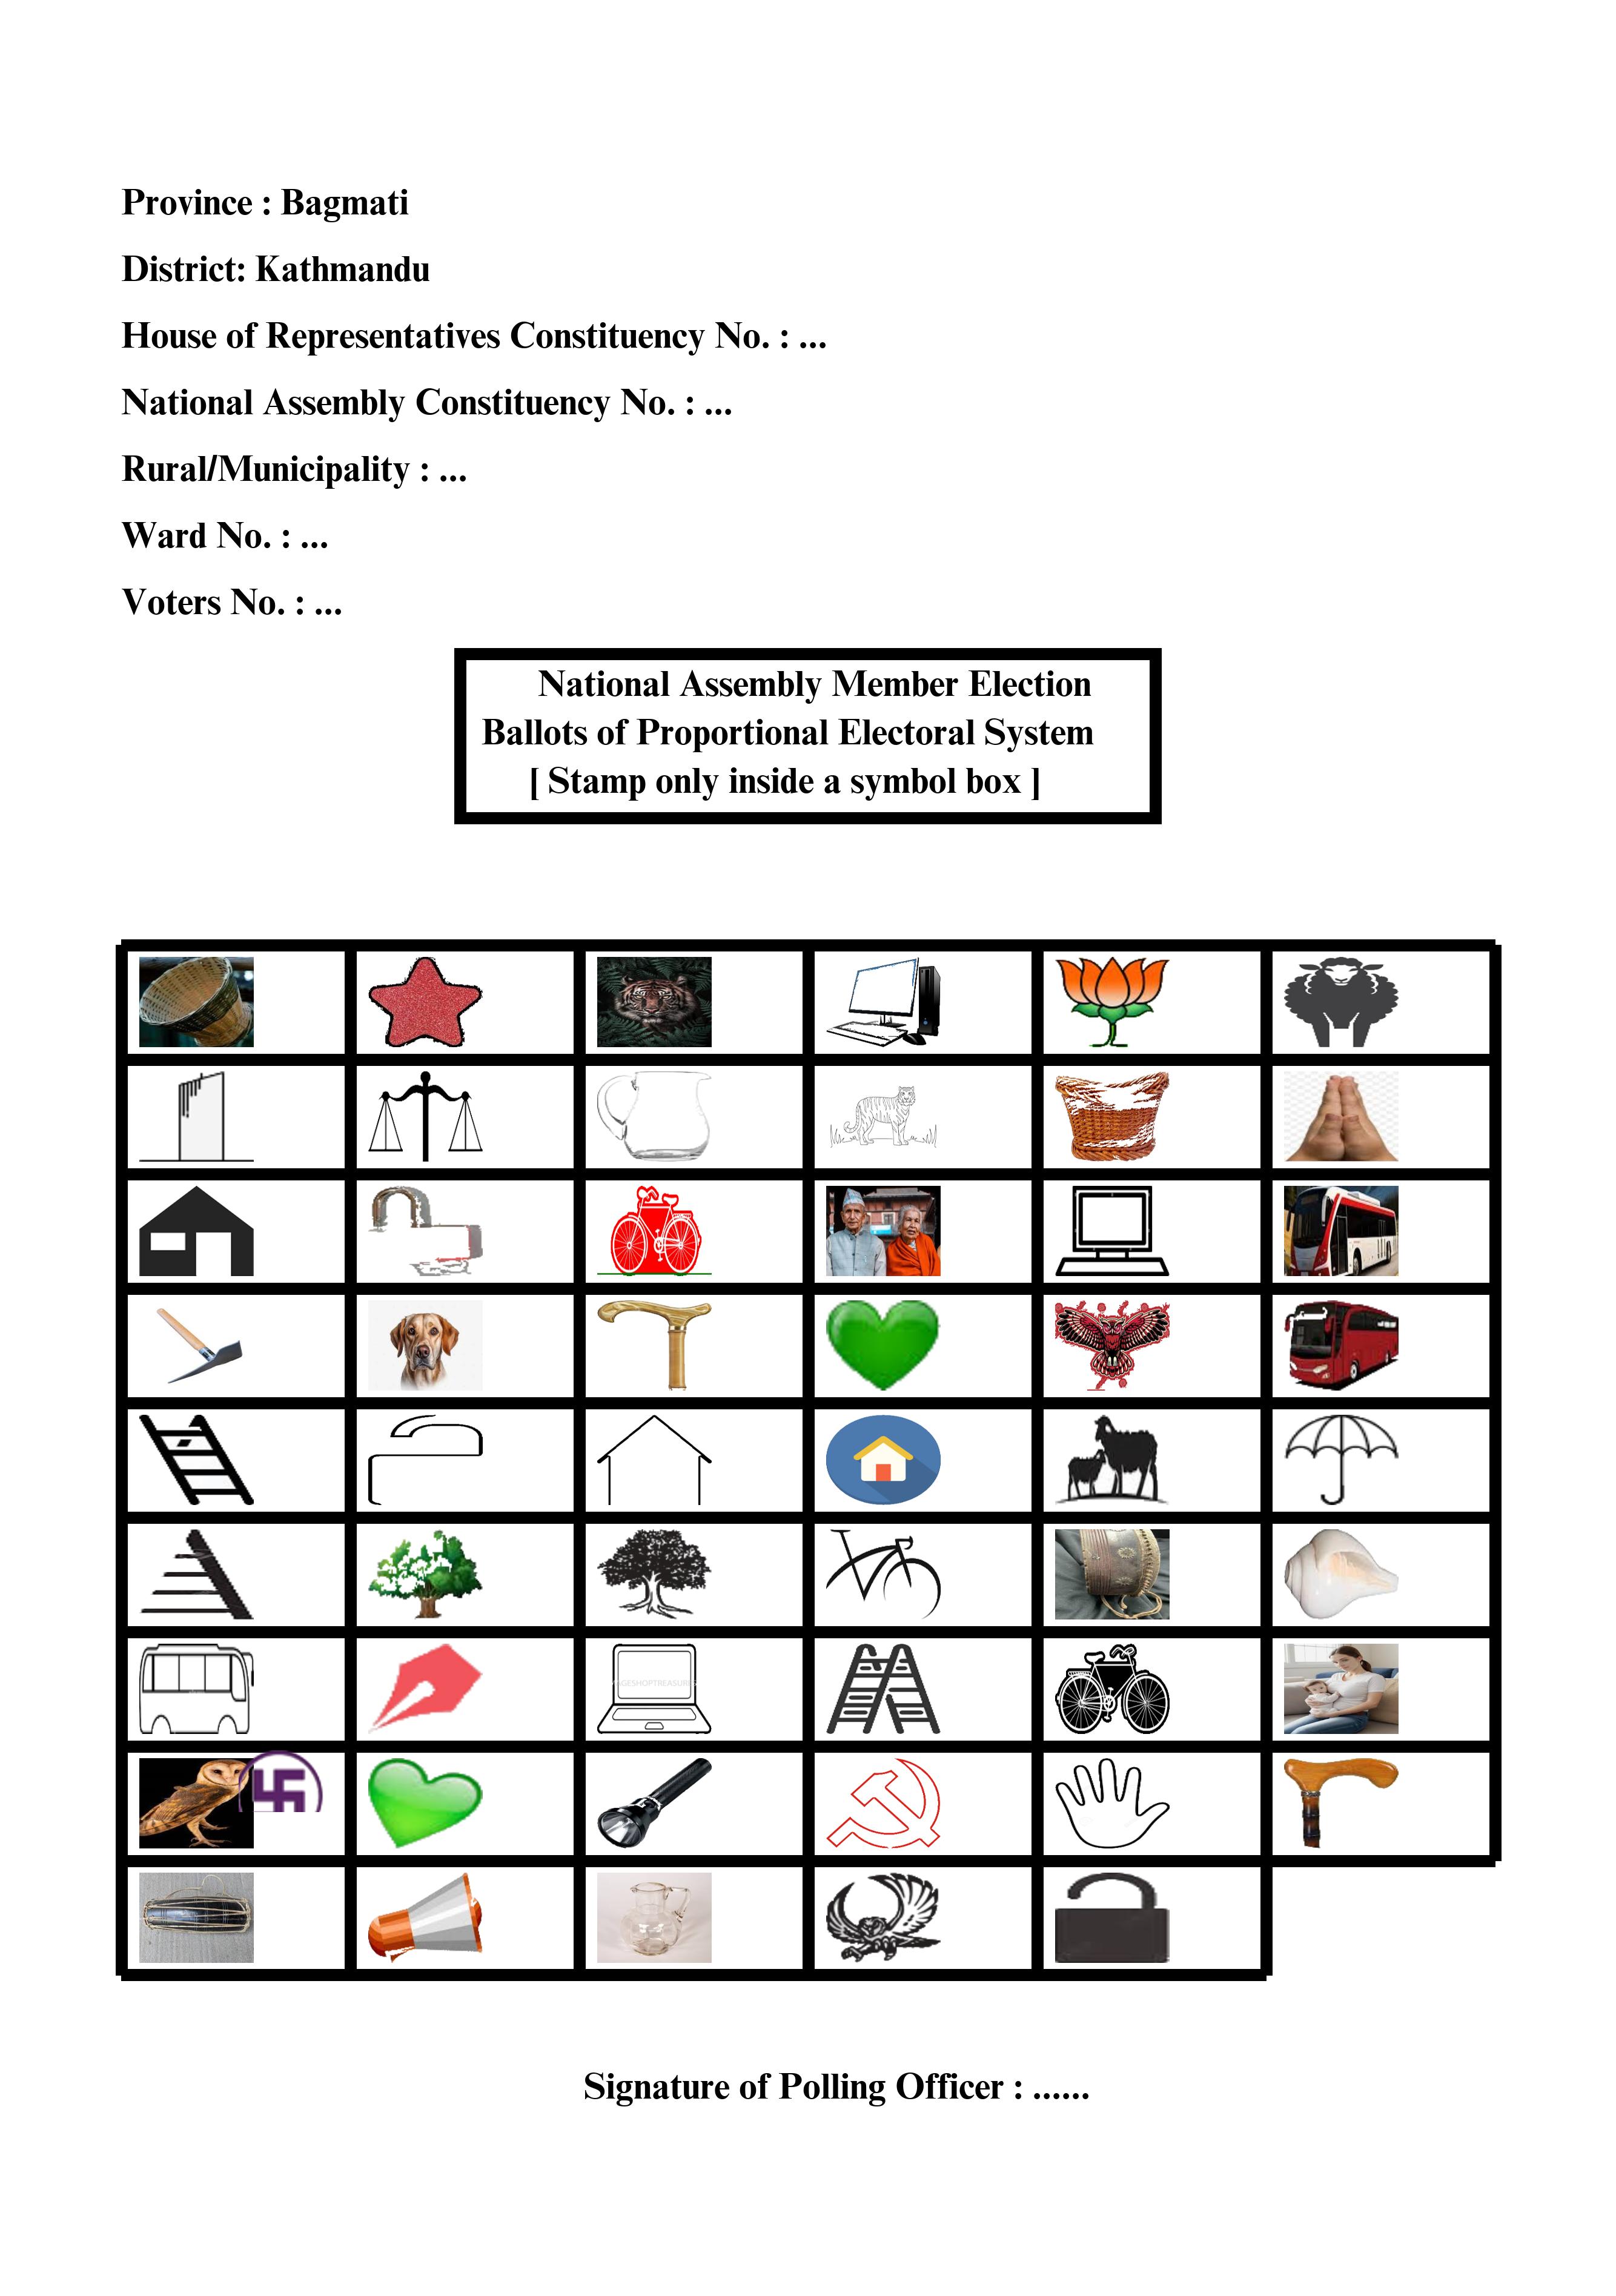 Province : Bagmati
District: Kathmandu
House of Representatives Constituency No. : ...
National Assembly Constituency No. : ...
Rural/Municipality : ...
Ward No. : ...
Voters No. : ...
National Assembly Member Election
Ballots of Proportional Electoral System
[ Stamp only inside a symbol box ]
Signature of Polling Officer : ......